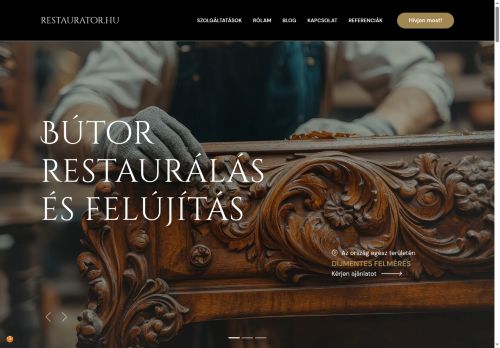 RESTAURATOR.HU
SZOLGÁLTATÁSOK RÓLAM BLOG KAPCSOLAT REFERENCIÁK Hívjon most!
BÚTOR
RESTAURÁLÁS
ÉS FELÚJÍTÁS
Az ország egész területén
DÍJMENTES FELMÉRÉS
Kérjen ajánlatot